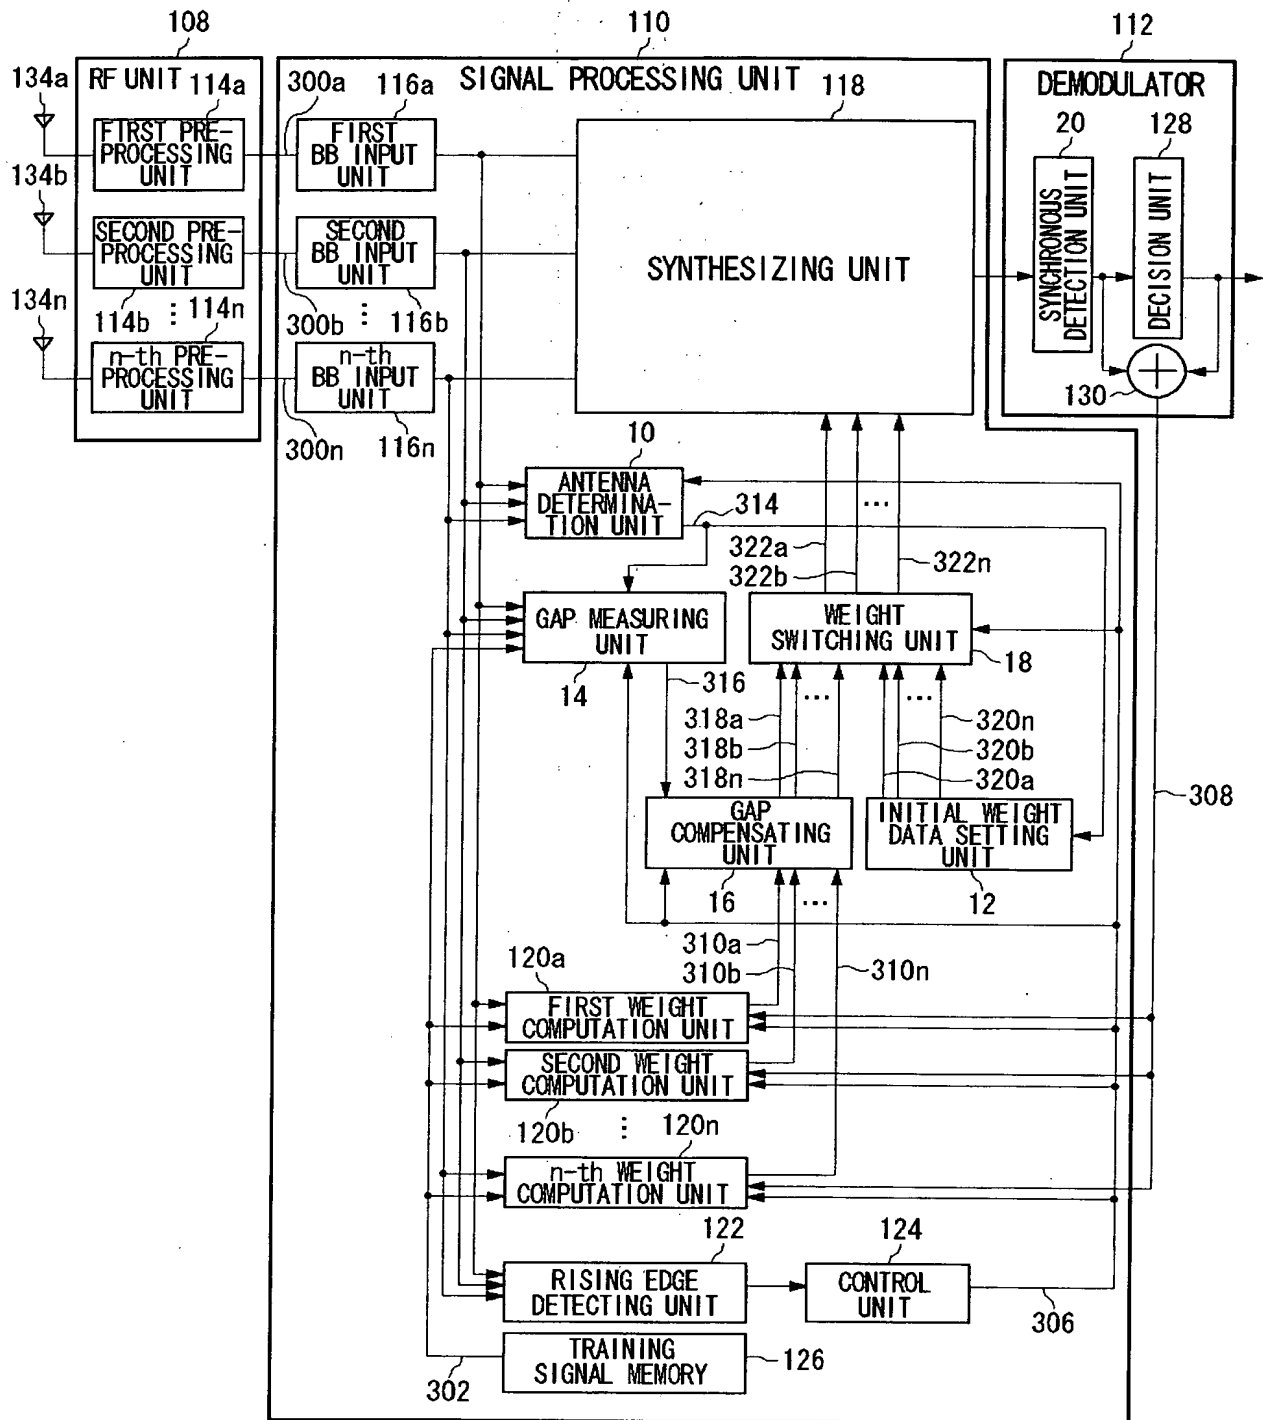 108
110
112
RF UNIT
SIGNAL PROCESSING UNIT
DEMODULATOR
134a
114a
300a
116a
118
20
128
FIRST PRE-
PROCESSING
UNIT
FIRST
BB INPUT
UNIT
134b
SECOND PRE-
PROCESSING
UNIT
SECOND
BB INPUT
UNIT
SYNTHESIZING UNIT
SYNCHRONOUS
DETECTION UNIT
DECISION UNIT
134n
114b
114n
300b
116b
n-th PRE-
PROCESSING
UNIT
n-th
BB INPUT
UNIT
130
300n
116n
10
ANTENNA
DETERMINA-
TION UNIT
314
322a
322b
322n
GAP MEASURING
UNIT
WEIGHT
SWITCHING UNIT
14
316
18
318a
318b
318n
320n
320b
320a
308
GAP
COMPENSATING
UNIT
INITIAL WEIGHT
DATA SETTING
UNIT
16
12
310a
310b
310n
120a
FIRST WEIGHT
COMPUTATION UNIT
SECOND WEIGHT
COMPUTATION UNIT
120b
120n
n-th WEIGHT
COMPUTATION UNIT
122
124
RISING EDGE
DETECTING UNIT
CONTROL
UNIT
306
TRAINING
SIGNAL MEMORY
126
302